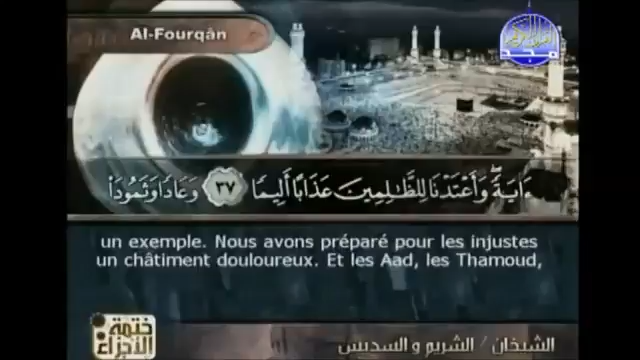 Al-Fourqân
مجد
ءَايَةً ۖ وَأَعْتَدْنَا لِلظَّـٰلِمِينَ عَذَابًا أَلِيمًا ٣٧ وَعَادًا وَثَمُودَا۟
un exemple. Nous avons préparé pour les injustes
un châtiment douloureux. Et les Aad, les Thamoud,
ختمة
الأجزاء
الشيخان / الشريم و السديس